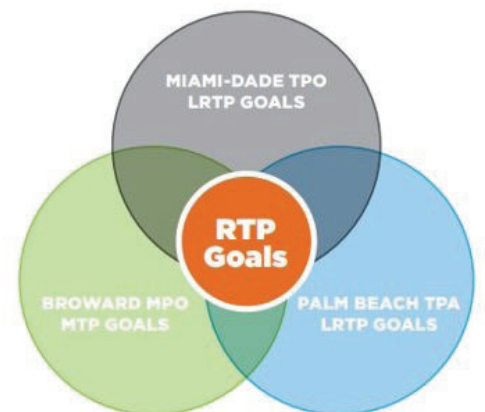 MIAMI-DADE TPO
LRTP GOALS
RTP
Goals
BROWARD MPO
MTP GOALS
PALM BEACH TPA
LRTP GOALS